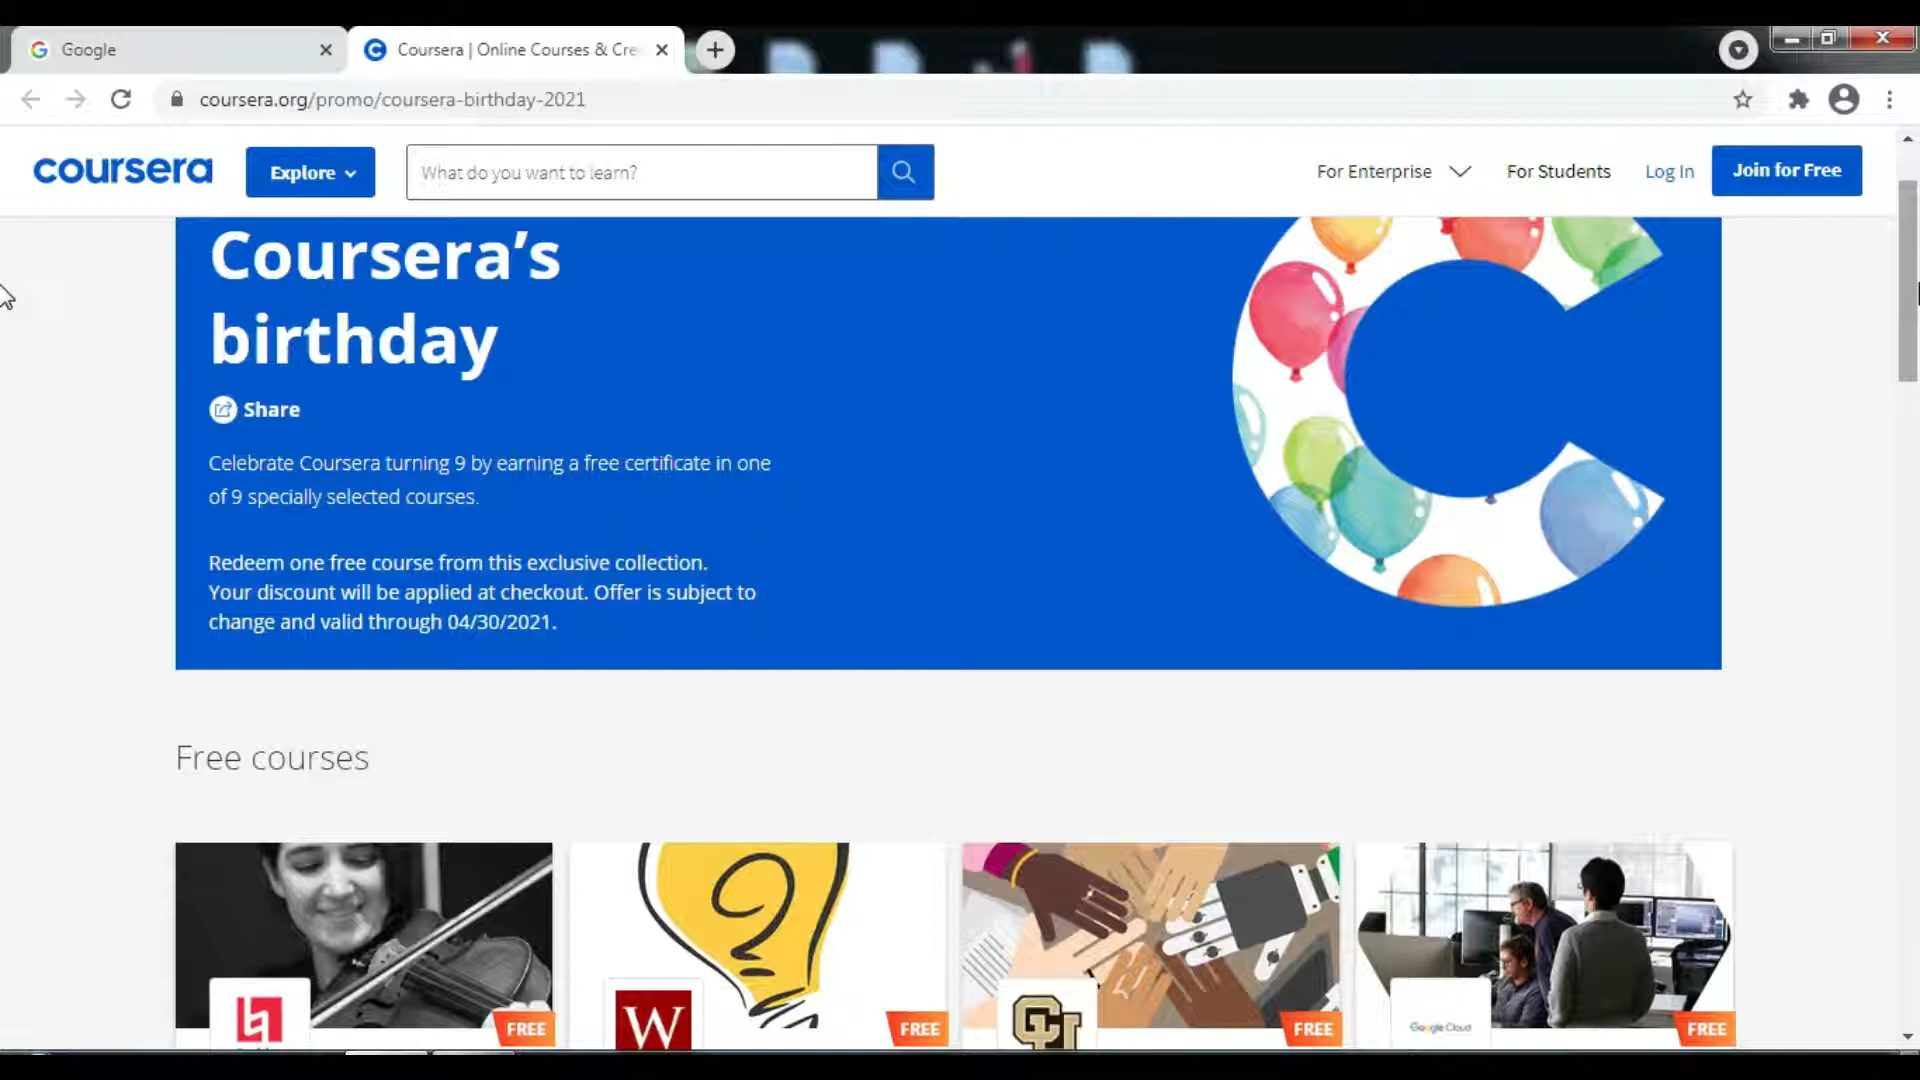 Google
Coursera | Online Courses & Cre
coursera.org/promo/coursera-birthday-2021
coursera
Explore
What do you want to learn?
For Enterprise
For Students
Log In
Join for Free
Coursera's
birthday
Share
Celebrate Coursera turning 9 by earning a free certificate in one
of 9 specially selected courses.
Redeem one free course from this exclusive collection.
Your discount will be applied at checkout. Offer is subject to
change and valid through 04/30/2021.
Free courses
FREE
W
FREE
CU
FREE
Google Cloud
FREE